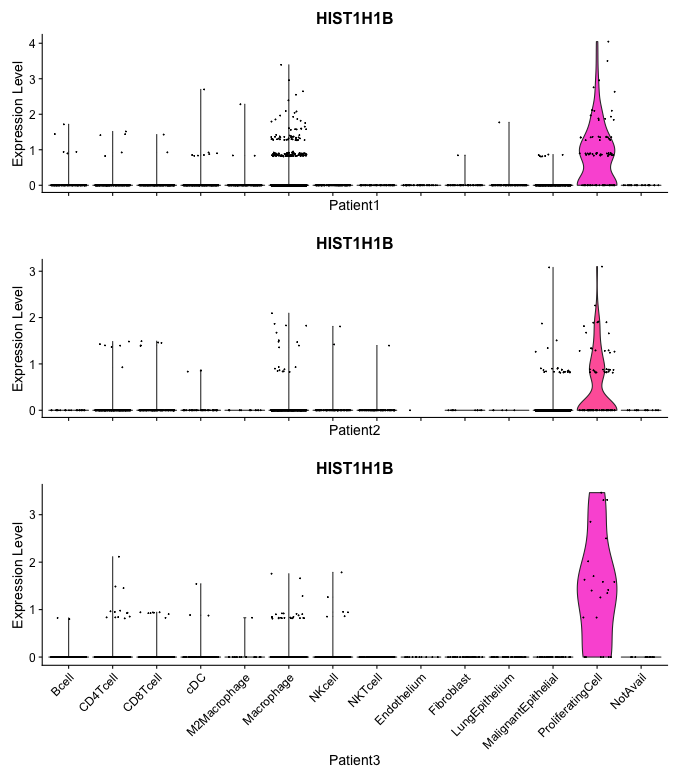 HIST1H1B
Expression Level
4
3
2
1
0
Patient1
HIST1H1B
Expression Level
3
2
1
0
Patient2
HIST1H1B
Expression Level
3
2
1
0
Bcell
CD4Tcell
CD8Tcell
cDC
M2Macrophage
Macrophage
NKcell
NKTcell
Endothelium
Fibroblast
LungEpithelium
MalignantEpithelial
ProliferatingCell
NotAvail
Patient3